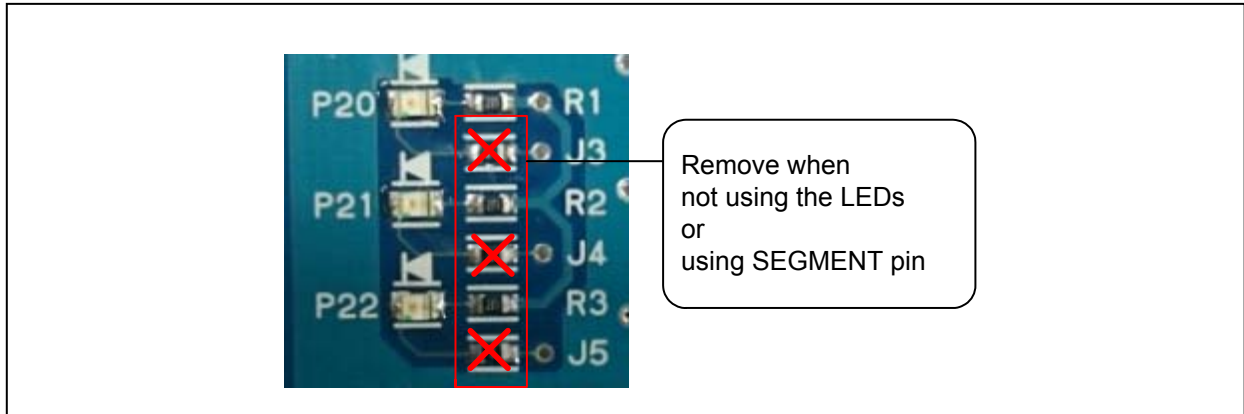 P20
R1
J3
P21
R2
J4
P22
R3
J5
Remove when
not using the LEDs
or
using SEGMENT pin